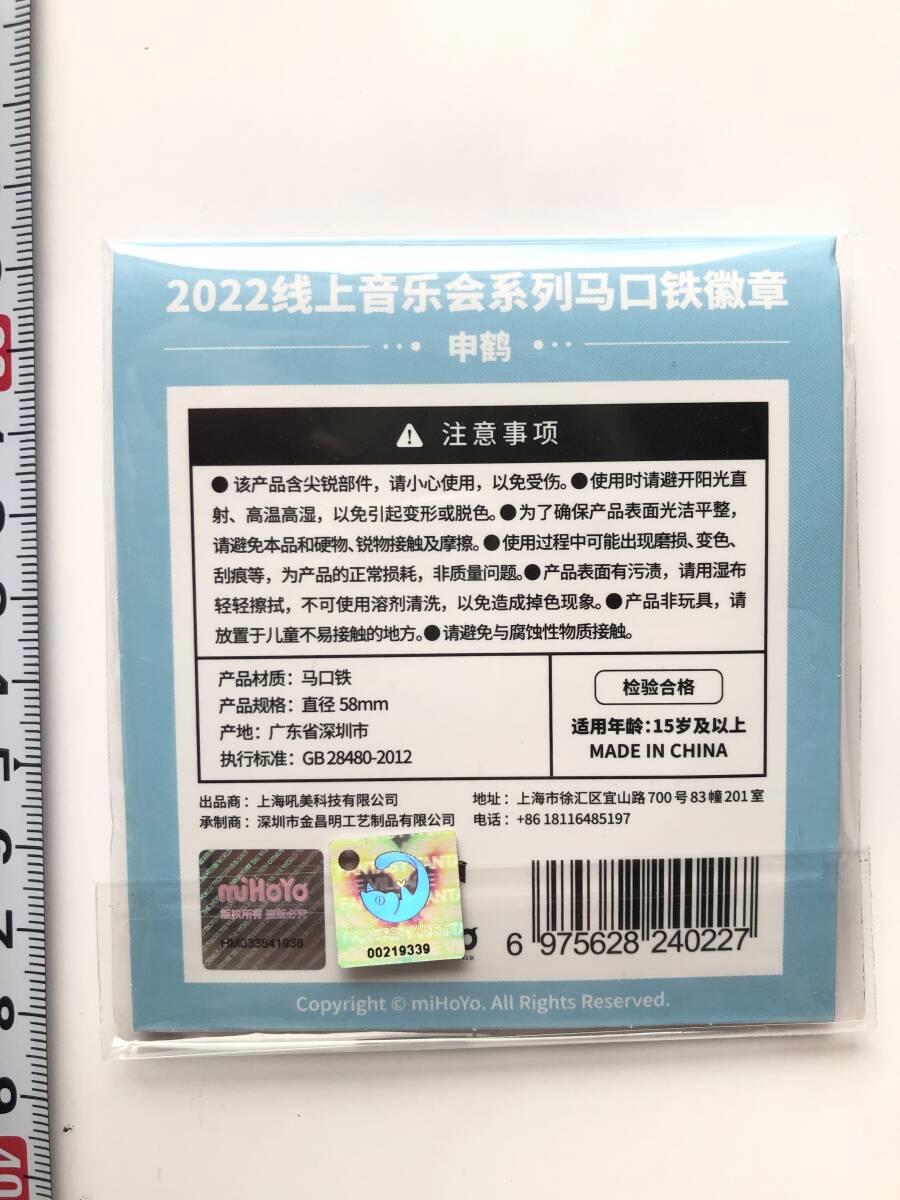 2022线上音乐会系列马口铁徽章
申鹤
注意事项
● 该产品含尖锐部件，请小心使用，以免受伤。● 使用时请避开阳光直
射、高温高湿，以免引起变形或脱色。● 为了确保产品表面光洁平整，
请避免本品和硬物、锐物接触及摩擦。● 使用过程中可能出现磨损、变色、
刮痕等，为产品的正常损耗，非质量问题。● 产品表面有污渍，请用湿布
轻轻擦拭，不可使用溶剂清洗，以免造成掉色现象。● 产品非玩具，请
放置于儿童不易接触的地方。● 请避免与腐蚀性物质接触。
产品材质：马口铁
产品规格：直径 58mm
产地：广东省深圳市
执行标准：GB 28480-2012
检验合格
适用年龄：15岁及以上
MADE IN CHINA
出品商：上海吼美科技有限公司
承制商：深圳市金昌明工艺制品有限公司
地址：上海市徐汇区宜山路 700 号 83 幢 201 室
电话：+86 18116485197
miHoYo
版权所有 盗版必究
HM033641936
00219339
6 975628 240227
Copyright © miHoYo. All Rights Reserved.